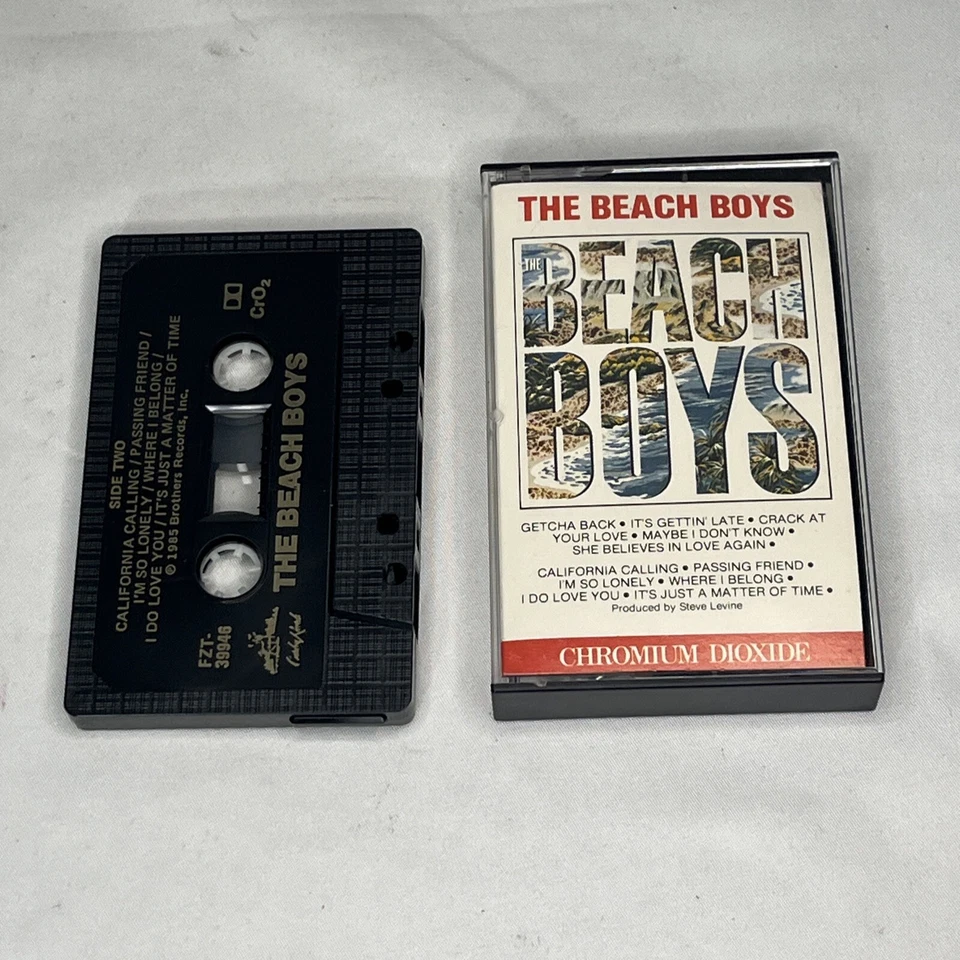 SIDE TWO
CALIFORNIA CALLING / PASSING FRIEND /
I'M SO LONELY / WHERE I BELONG /
I DO LOVE YOU / IT'S JUST A MATTER OF TIME
© 1985 Brothers Records, Inc.
CrO₂
FZT-
39946
THE BEACH BOYS
Caribou Records
THE BEACH BOYS
THE
BEACH
BOYS
GETCHA BACK • IT'S GETTIN' LATE • CRACK AT
YOUR LOVE • MAYBE I DON'T KNOW •
SHE BELIEVES IN LOVE AGAIN •
CALIFORNIA CALLING • PASSING FRIEND •
I'M SO LONELY • WHERE I BELONG •
I DO LOVE YOU • IT'S JUST A MATTER OF TIME •
Produced by Steve Levine
CHROMIUM DIOXIDE